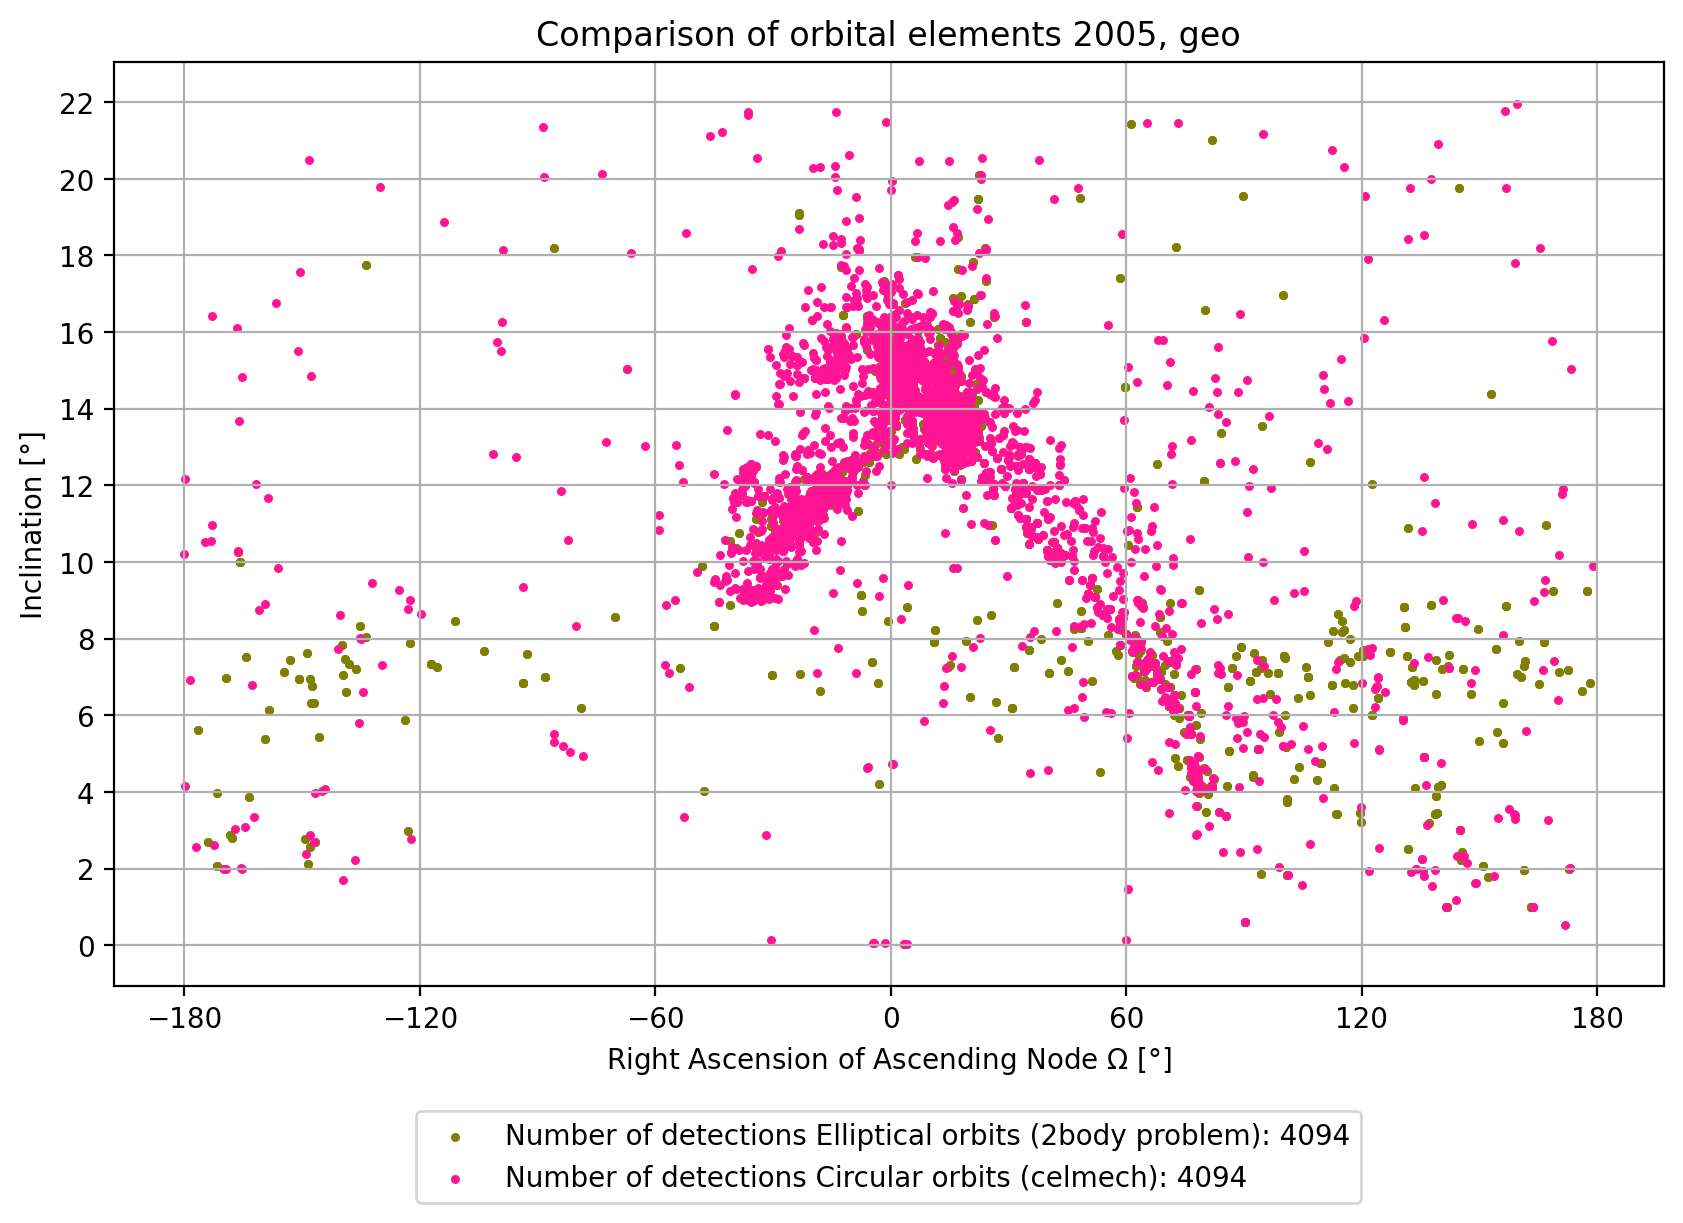 Comparison of orbital elements 2005, geo
22
20
18
16
14
12
10
8
6
4
2
0
Inclination [°]
−180 −120 −60 0 60 120 180
Right Ascension of Ascending Node Ω [°]
Number of detections Elliptical orbits (2body problem): 4094
Number of detections Circular orbits (celmech): 4094